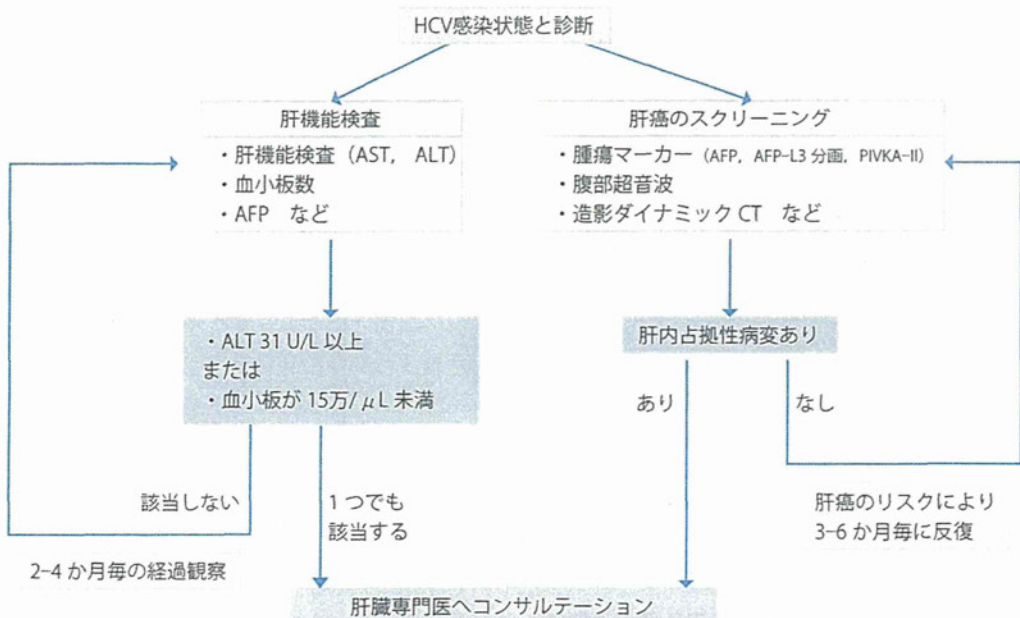 HCV感染状態と診断
肝機能検査
・肝機能検査（AST， ALT）
・血小板数
・AFP など
肝癌のスクリーニング
・腫瘍マーカー（AFP，AFP-L3 分画，PIVKA-II）
・腹部超音波
・造影ダイナミック CT など
・ALT 31 U/L 以上
または
・血小板が 15万/μL 未満
肝内占拠性病変あり
あり
なし
該当しない
1 つでも
該当する
肝癌のリスクにより
3-6 か月毎に反復
2-4 か月毎の経過観察
肝臓専門医へコンサルテーション